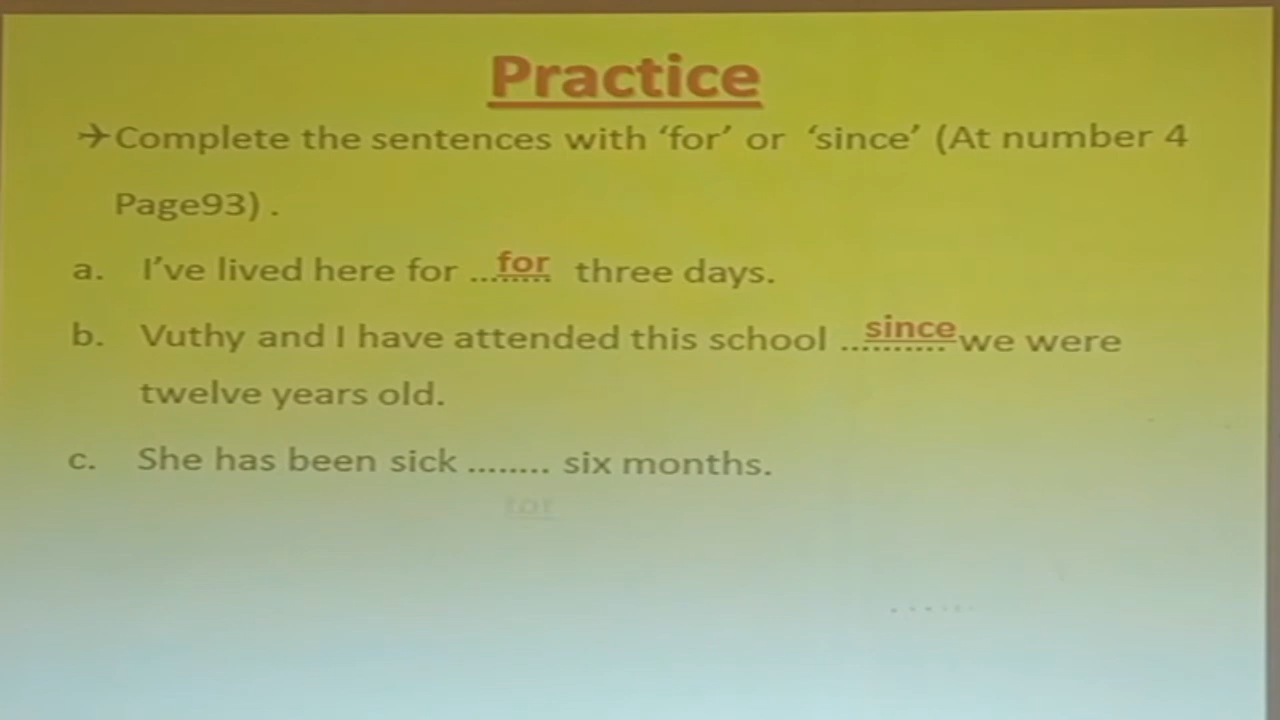 Practice
✈Complete the sentences with ‘for’ or ‘since’ (At number 4
Page93) .
a. I’ve lived here for ...for...... three days.
b. Vuthy and I have attended this school ..since........ we were
twelve years old.
c. She has been sick ........ six months.
for